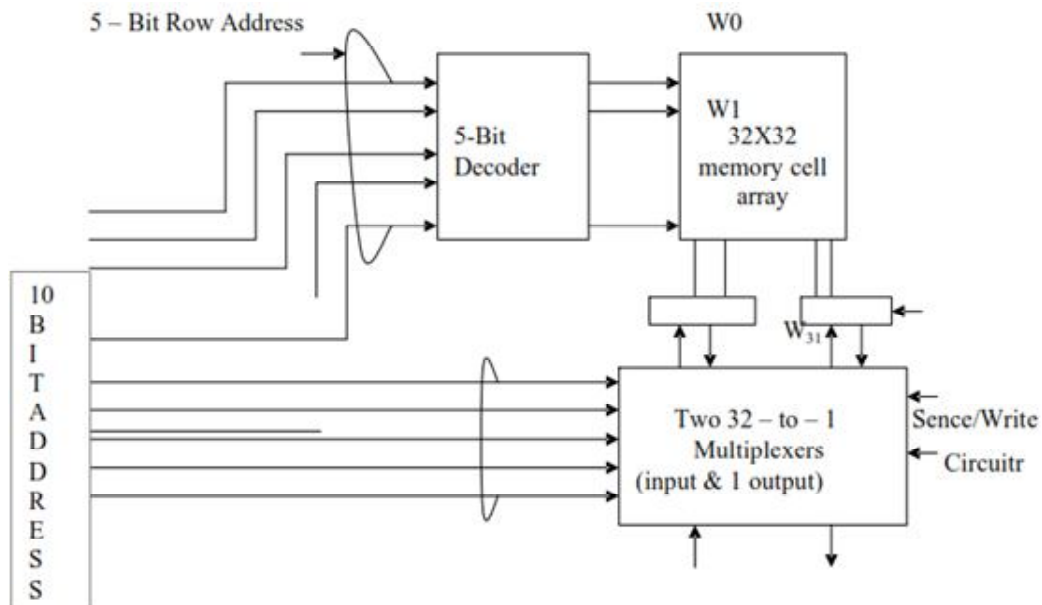 5 – Bit Row Address
W0
5-Bit
Decoder
W1
32X32
memory cell
array
W31
10
B
I
T
A
D
D
R
E
S
S
Two 32 – to – 1
Multiplexers
(input & 1 output)
Sence/Write
Circuitr